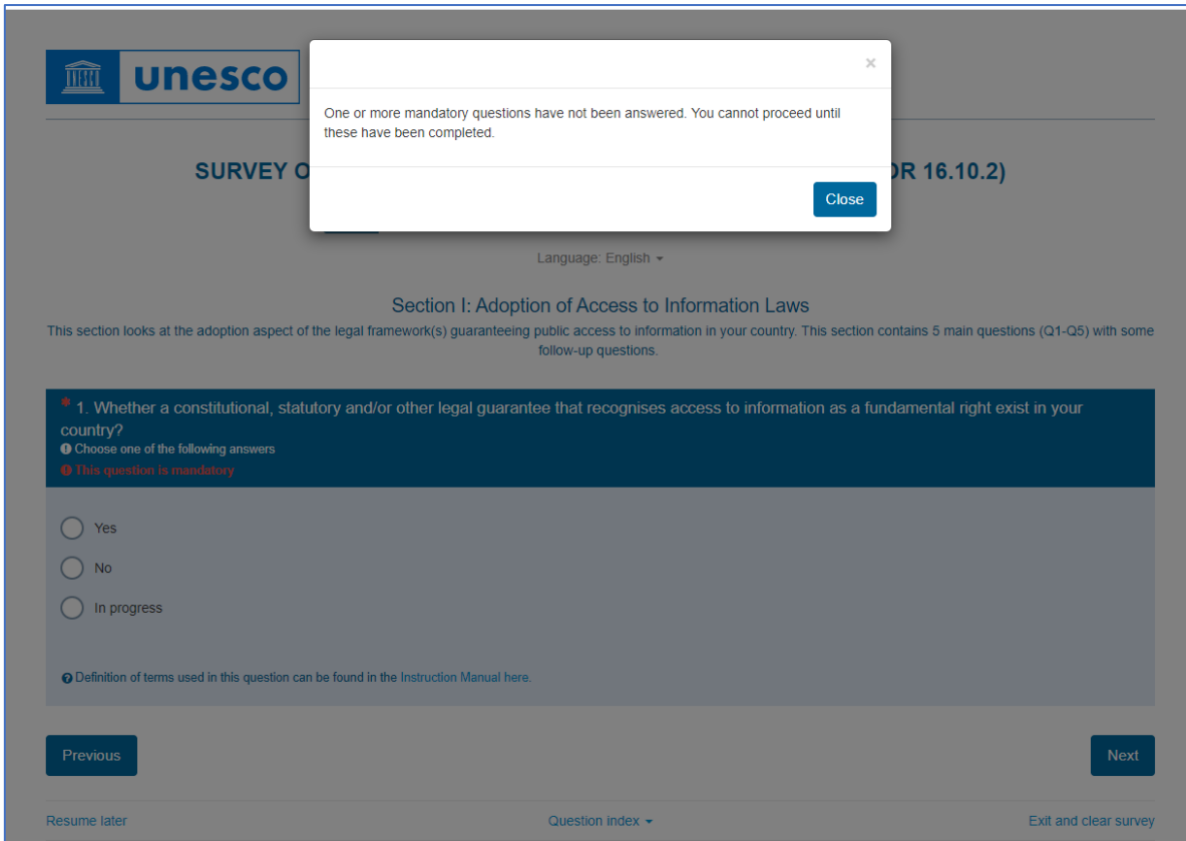 unesco
×
One or more mandatory questions have not been answered. You cannot proceed until
these have been completed.
Close
SURVEY O
OR 16.10.2)
Language: English
Section I: Adoption of Access to Information Laws
This section looks at the adoption aspect of the legal framework(s) guaranteeing public access to information in your country. This section contains 5 main questions (Q1-Q5) with some
follow-up questions.
* 1. Whether a constitutional, statutory and/or other legal guarantee that recognises access to information as a fundamental right exist in your
country?
Choose one of the following answers
This question is mandatory
Yes
No
In progress
Definition of terms used in this question can be found in the Instruction Manual here.
Previous
Next
Resume later
Question index
Exit and clear survey